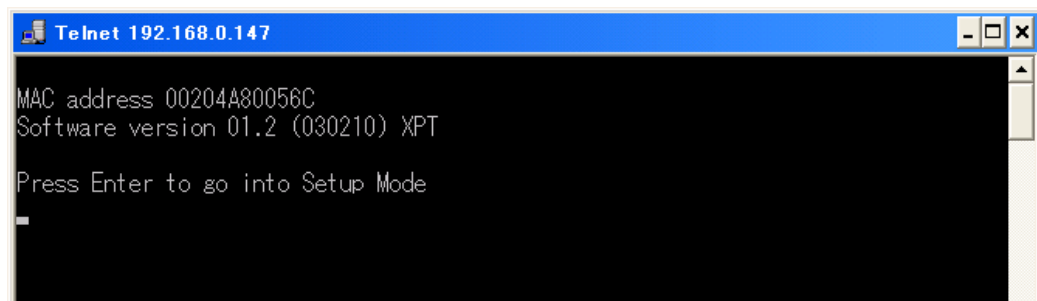 Telnet 192.168.0.147
MAC address 00204A80056C
Software version 01.2 (030210) XPT
Press Enter to go into Setup Mode